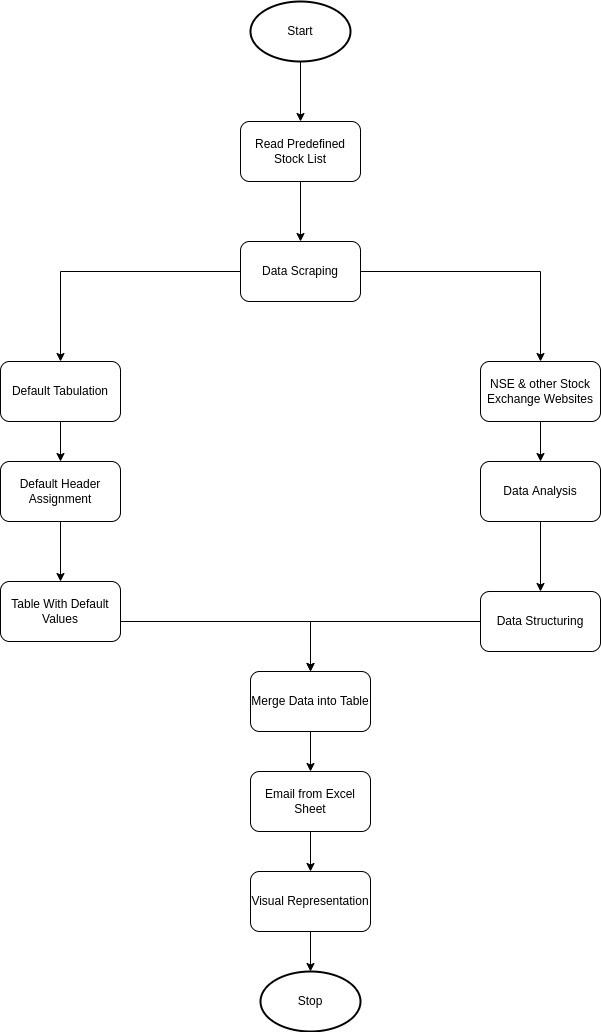 Start
Read Predefined
Stock List
Data Scraping
Default Tabulation
NSE & other Stock
Exchange Websites
Default Header
Assignment
Data Analysis
Table With Default
Values
Data Structuring
Merge Data into Table
Email from Excel
Sheet
Visual Representation
Stop